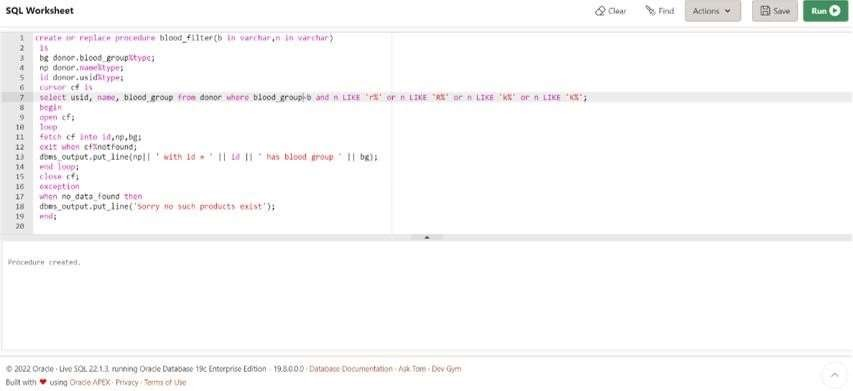 SQL Worksheet
Clear Find Actions Save Run
1 create or replace procedure blood_filter(b in varchar,n in varchar)
2 is
3 bg donor.blood_group%type;
4 np donor.name%type;
5 id donor.usid%type;
6 cursor cf is
7 select usid, name, blood_group from donor where blood_group=b and n LIKE 'r%' or n LIKE 'R%' or n LIKE 'k%' or n LIKE 'K%';
8 begin
9 open cf;
10 loop
11 fetch cf into id,np,bg;
12 exit when cf%notfound;
13 dbms_output.put_line(np|| ' with id = ' || id || ' has blood group ' || bg);
14 end loop;
15 close cf;
16 exception
17 when no_data_found then
18 dbms_output.put_line('Sorry no such products exist');
19 end;
20
Procedure created.
© 2022 Oracle · Live SQL 22.1.3, running Oracle Database 19c Enterprise Edition - 19.8.0.0.0 · Database Documentation · Ask Tom · Dev Gym
Built with ❤ using Oracle APEX · Privacy · Terms of Use